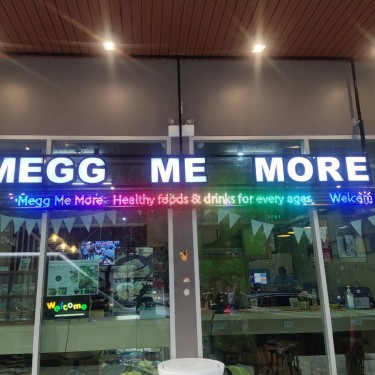 MEGG ME MORE
Megg Me More: Healthy foods & drinks for every ages. Welcom
Welcome